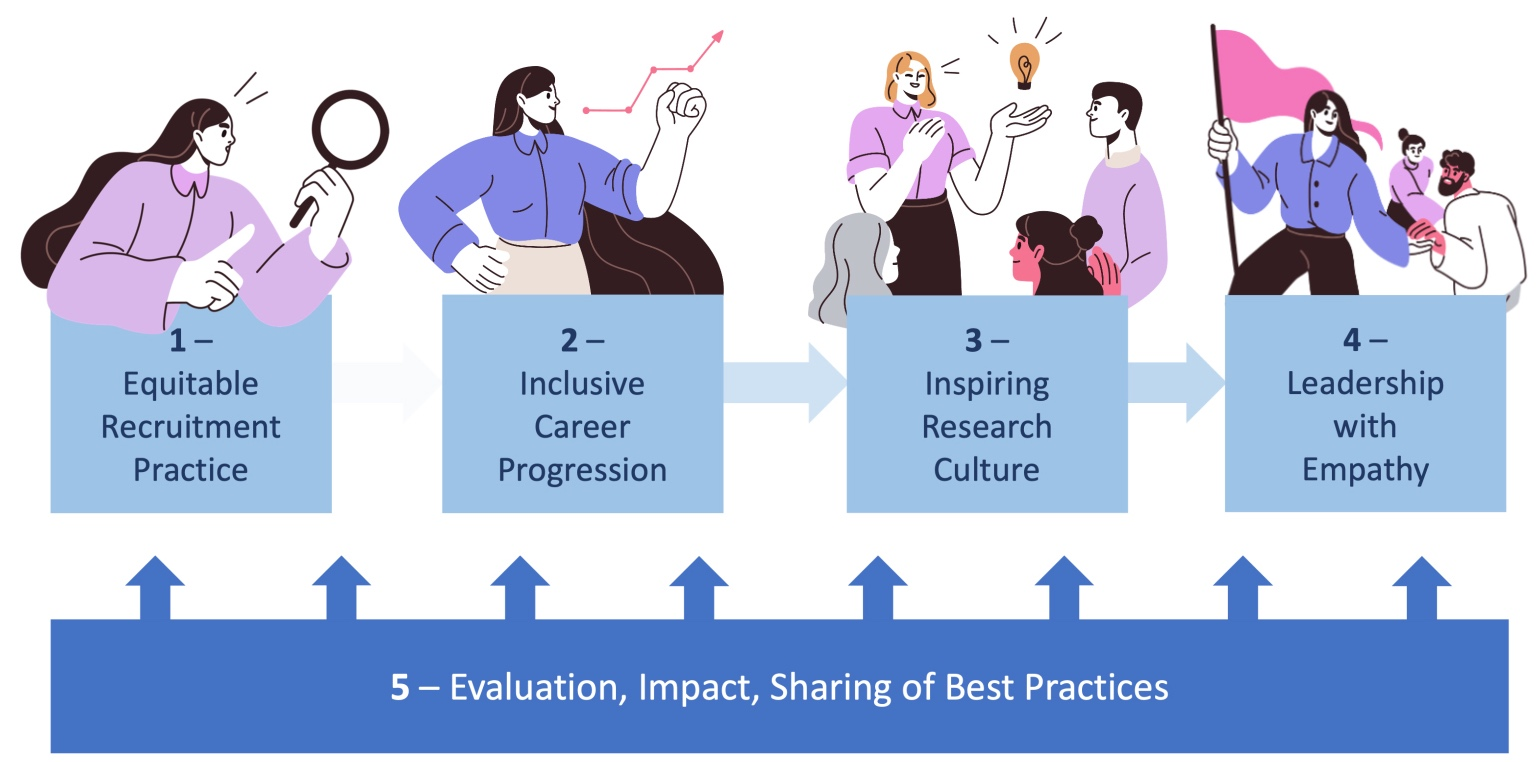 1 –
Equitable
Recruitment
Practice
2 –
Inclusive
Career
Progression
3 –
Inspiring
Research
Culture
4 –
Leadership
with
Empathy
5 – Evaluation, Impact, Sharing of Best Practices